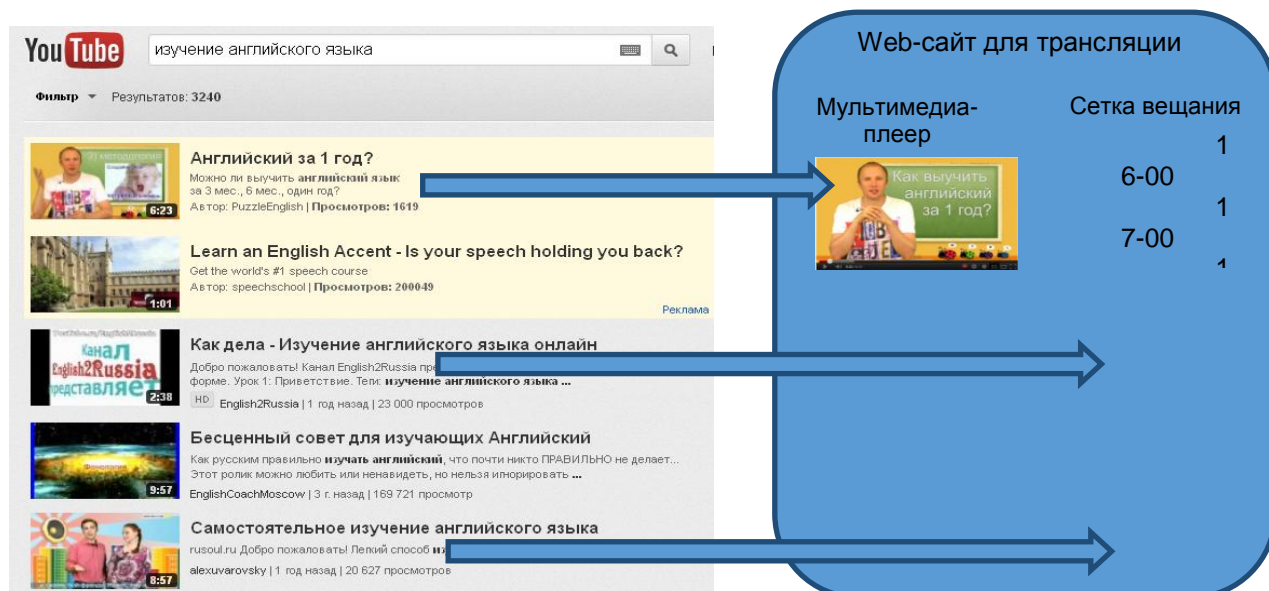 You Tube
изучение английского языка
Фильтр Результатов: 3240
Английский за 1 год?
Можно ли выучить английский язык
за 3 мес., 6 мес., один год?
Автор: PuzzleEnglish | Просмотров: 1619
6:23
Learn an English Accent - Is your speech holding you back?
Get the world's #1 speech course
Автор: speechschool | Просмотров: 200049
1:01
Реклама
канал
English2Russia
представляет
2:38
Как дела - Изучение английского языка онлайн
Добро пожаловать! Канал English2Russia
форме. Урок 1: Приветствие. Теги: изучение английского языка ...
HD English2Russia | 1 год назад | 23 000 просмотров
Бесценный совет для изучающих Английский
Как русским правильно изучать английский, что почти никто ПРАВИЛЬНО не делает...
Этот ролик можно любить или ненавидеть, но нельзя игнорировать ...
EnglishCoachMoscow | 3 г. назад | 169 721 просмотр
9:57
Самостоятельное изучение английского языка
rusoul.ru Добро пожаловать! Легкий способ
alexuvarovsky | 1 год назад | 20 627 просмотров
8:57
Web-сайт для трансляции
Мультимедиа-
плеер
Как выучить
английский
за 1 год?
Сетка вещания
1
6-00
1
7-00
1